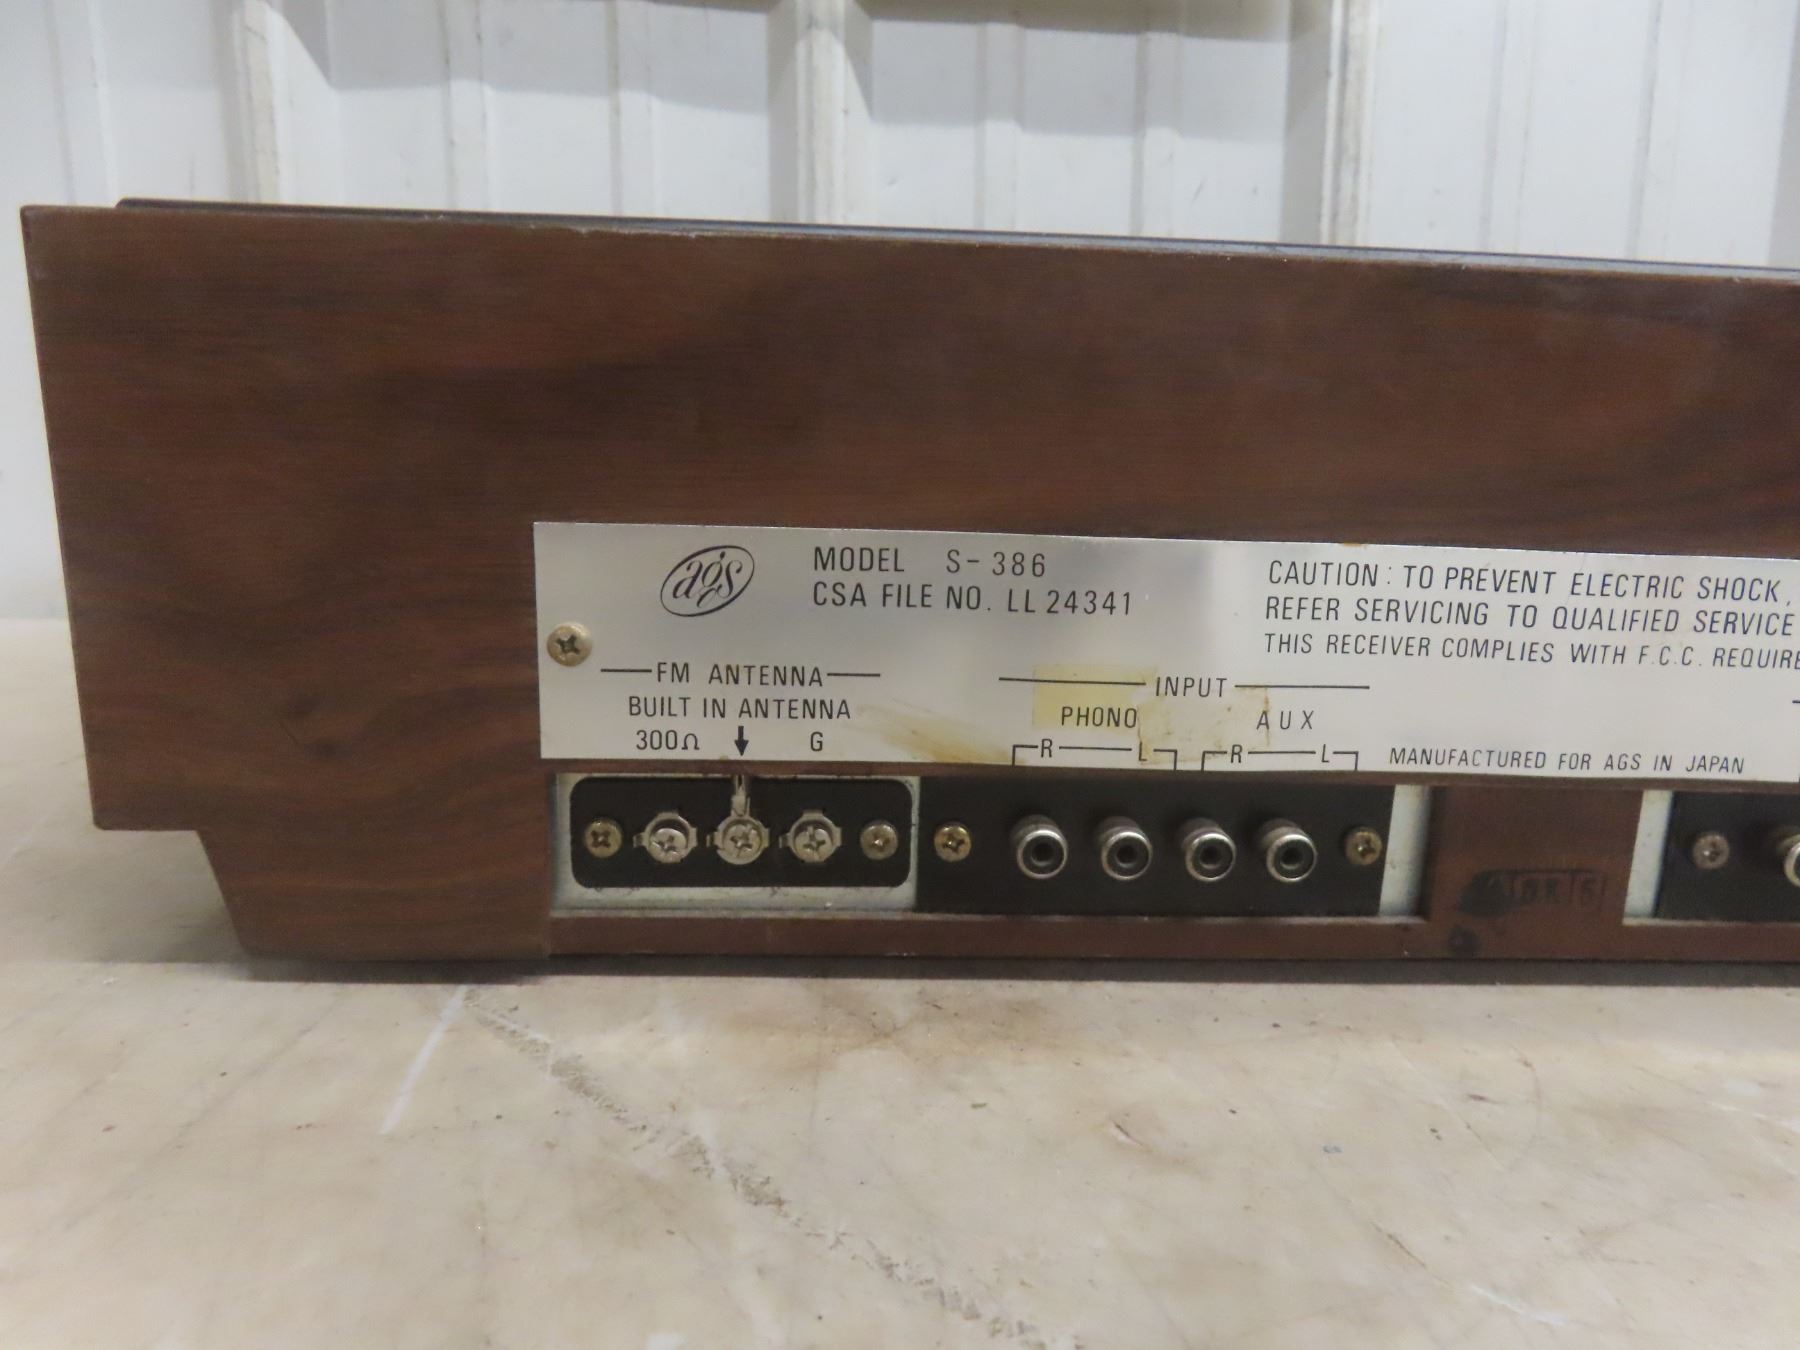 ags
MODEL S-386
CSA FILE NO. LL 24341
CAUTION: TO PREVENT ELECTRIC SHOCK,
REFER SERVICING TO QUALIFIED SERVICE
THIS RECEIVER COMPLIES WITH F.C.C. REQUIRE
FM ANTENNA
BUILT IN ANTENNA
300Ω G
INPUT
PHONO AUX
R L R L
MANUFACTURED FOR AGS IN JAPAN